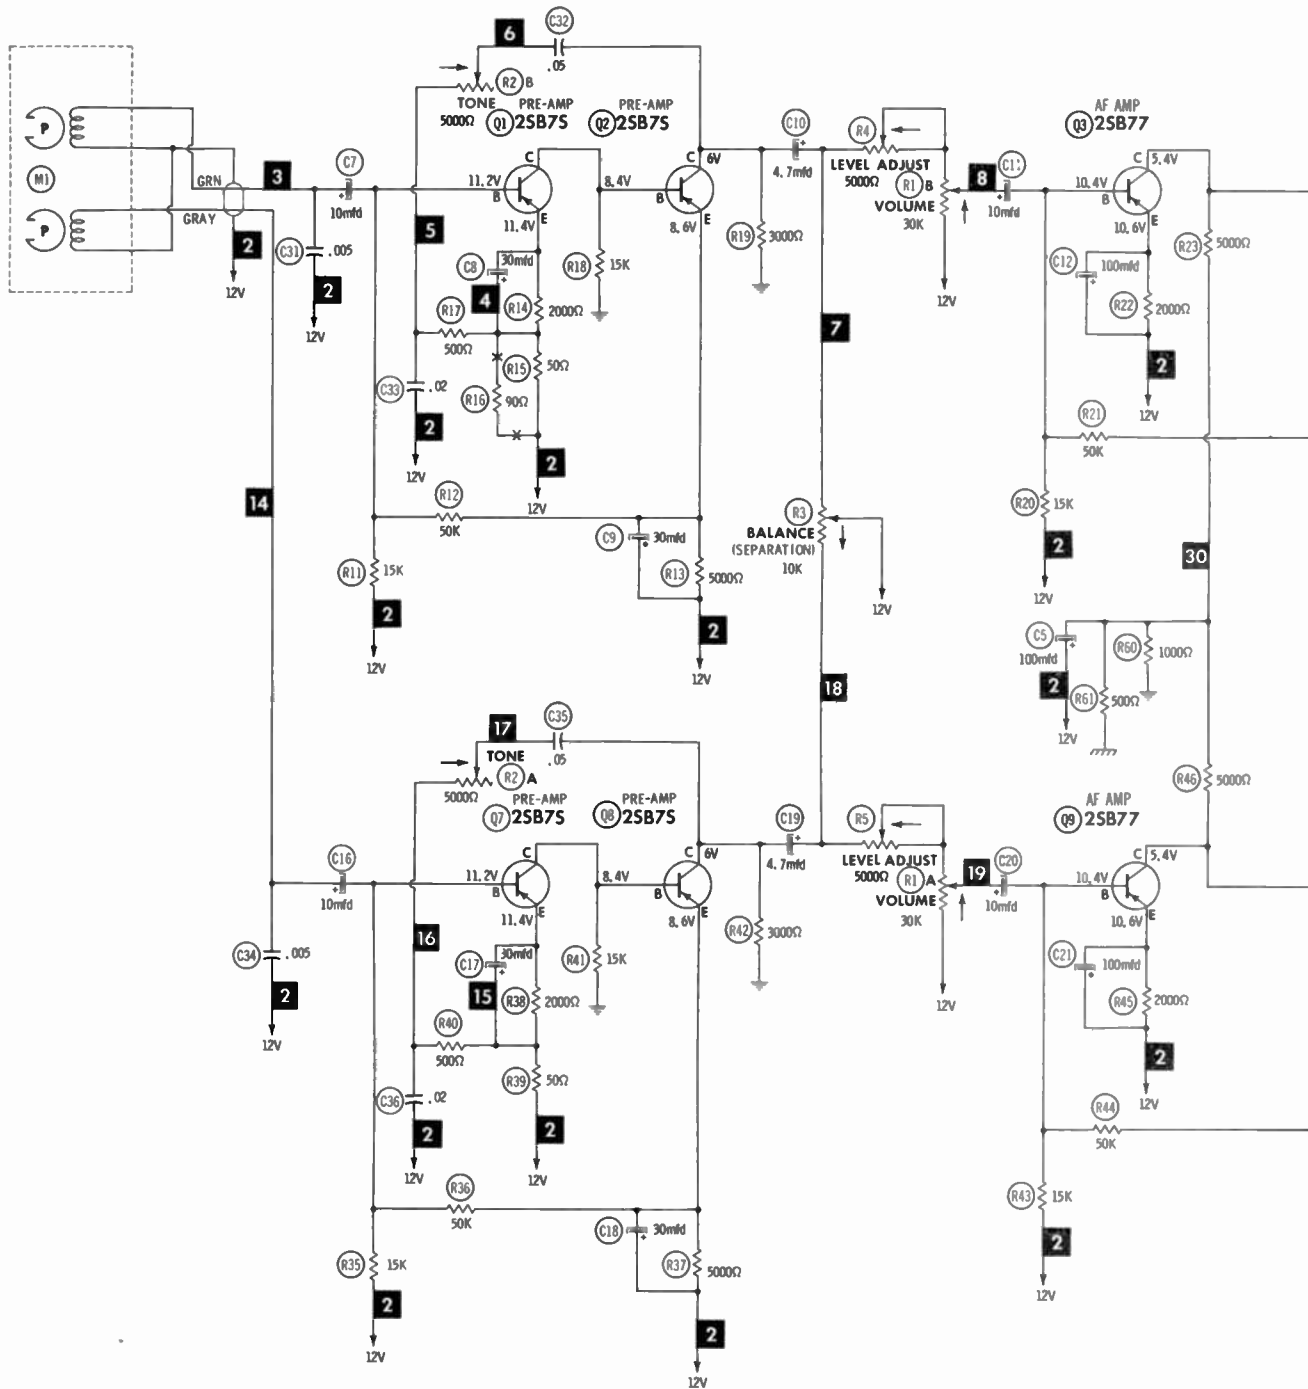 C32
6
.05
R2 B
TONE
5000Ω
PRE-AMP
Q1 2SB7S
PRE-AMP
Q2 2SB7S
P
M1
P
GRN
GRAY
3
2
12V
C7
10mfd
C31 .005
2
12V
5
11.2V
B
C
E
11.4V
C8 30mfd
4
R14
2000Ω
R17
500Ω
R15
50Ω
R16
90Ω
C33 .02
2
12V
2
12V
R18
15K
8.4V
B
C
6V
E
8.6V
R19
3000Ω
C10
4.7mfd
R4
LEVEL ADJUST
5000Ω
R1 B
VOLUME
30K
12V
8
C11
10mfd
AF AMP
Q3 2SB77
C
5.4V
10.4V
B
E
10.6V
C12
100mfd
R22
2000Ω
2
12V
R23
5000Ω
R21
50K
R20
15K
2
12V
7
14
R12
50K
R11
15K
2
12V
C9
30mfd
R13
5000Ω
2
12V
R3
BALANCE
(SEPARATION)
10K
12V
30
C5
100mfd
2
12V
R60
1000Ω
R61
500Ω
18
17
C35
.05
TONE
R2 A
5000Ω
PRE-AMP
Q7 2SB7S
PRE-AMP
Q8 2SB7S
R46
5000Ω
AF AMP
Q9 2SB77
C16
10mfd
11.2V
B
C
E
11.4V
8.4V
B
C
6V
E
8.6V
C19
4.7mfd
R5
LEVEL ADJUST
5000Ω
R1 A
VOLUME
30K
12V
19
C20
10mfd
C
5.4V
10.4V
B
E
10.6V
C34 .005
2
12V
16
C17
30mfd
15
R38
2000Ω
R41
15K
R42
3000Ω
C21
100mfd
R45
2000Ω
2
12V
R40
500Ω
R39
50Ω
C36 .02
2
12V
2
12V
R44
50K
R43
15K
2
12V
R36
50K
R35
15K
2
12V
C18
30mfd
R37
5000Ω
2
12V